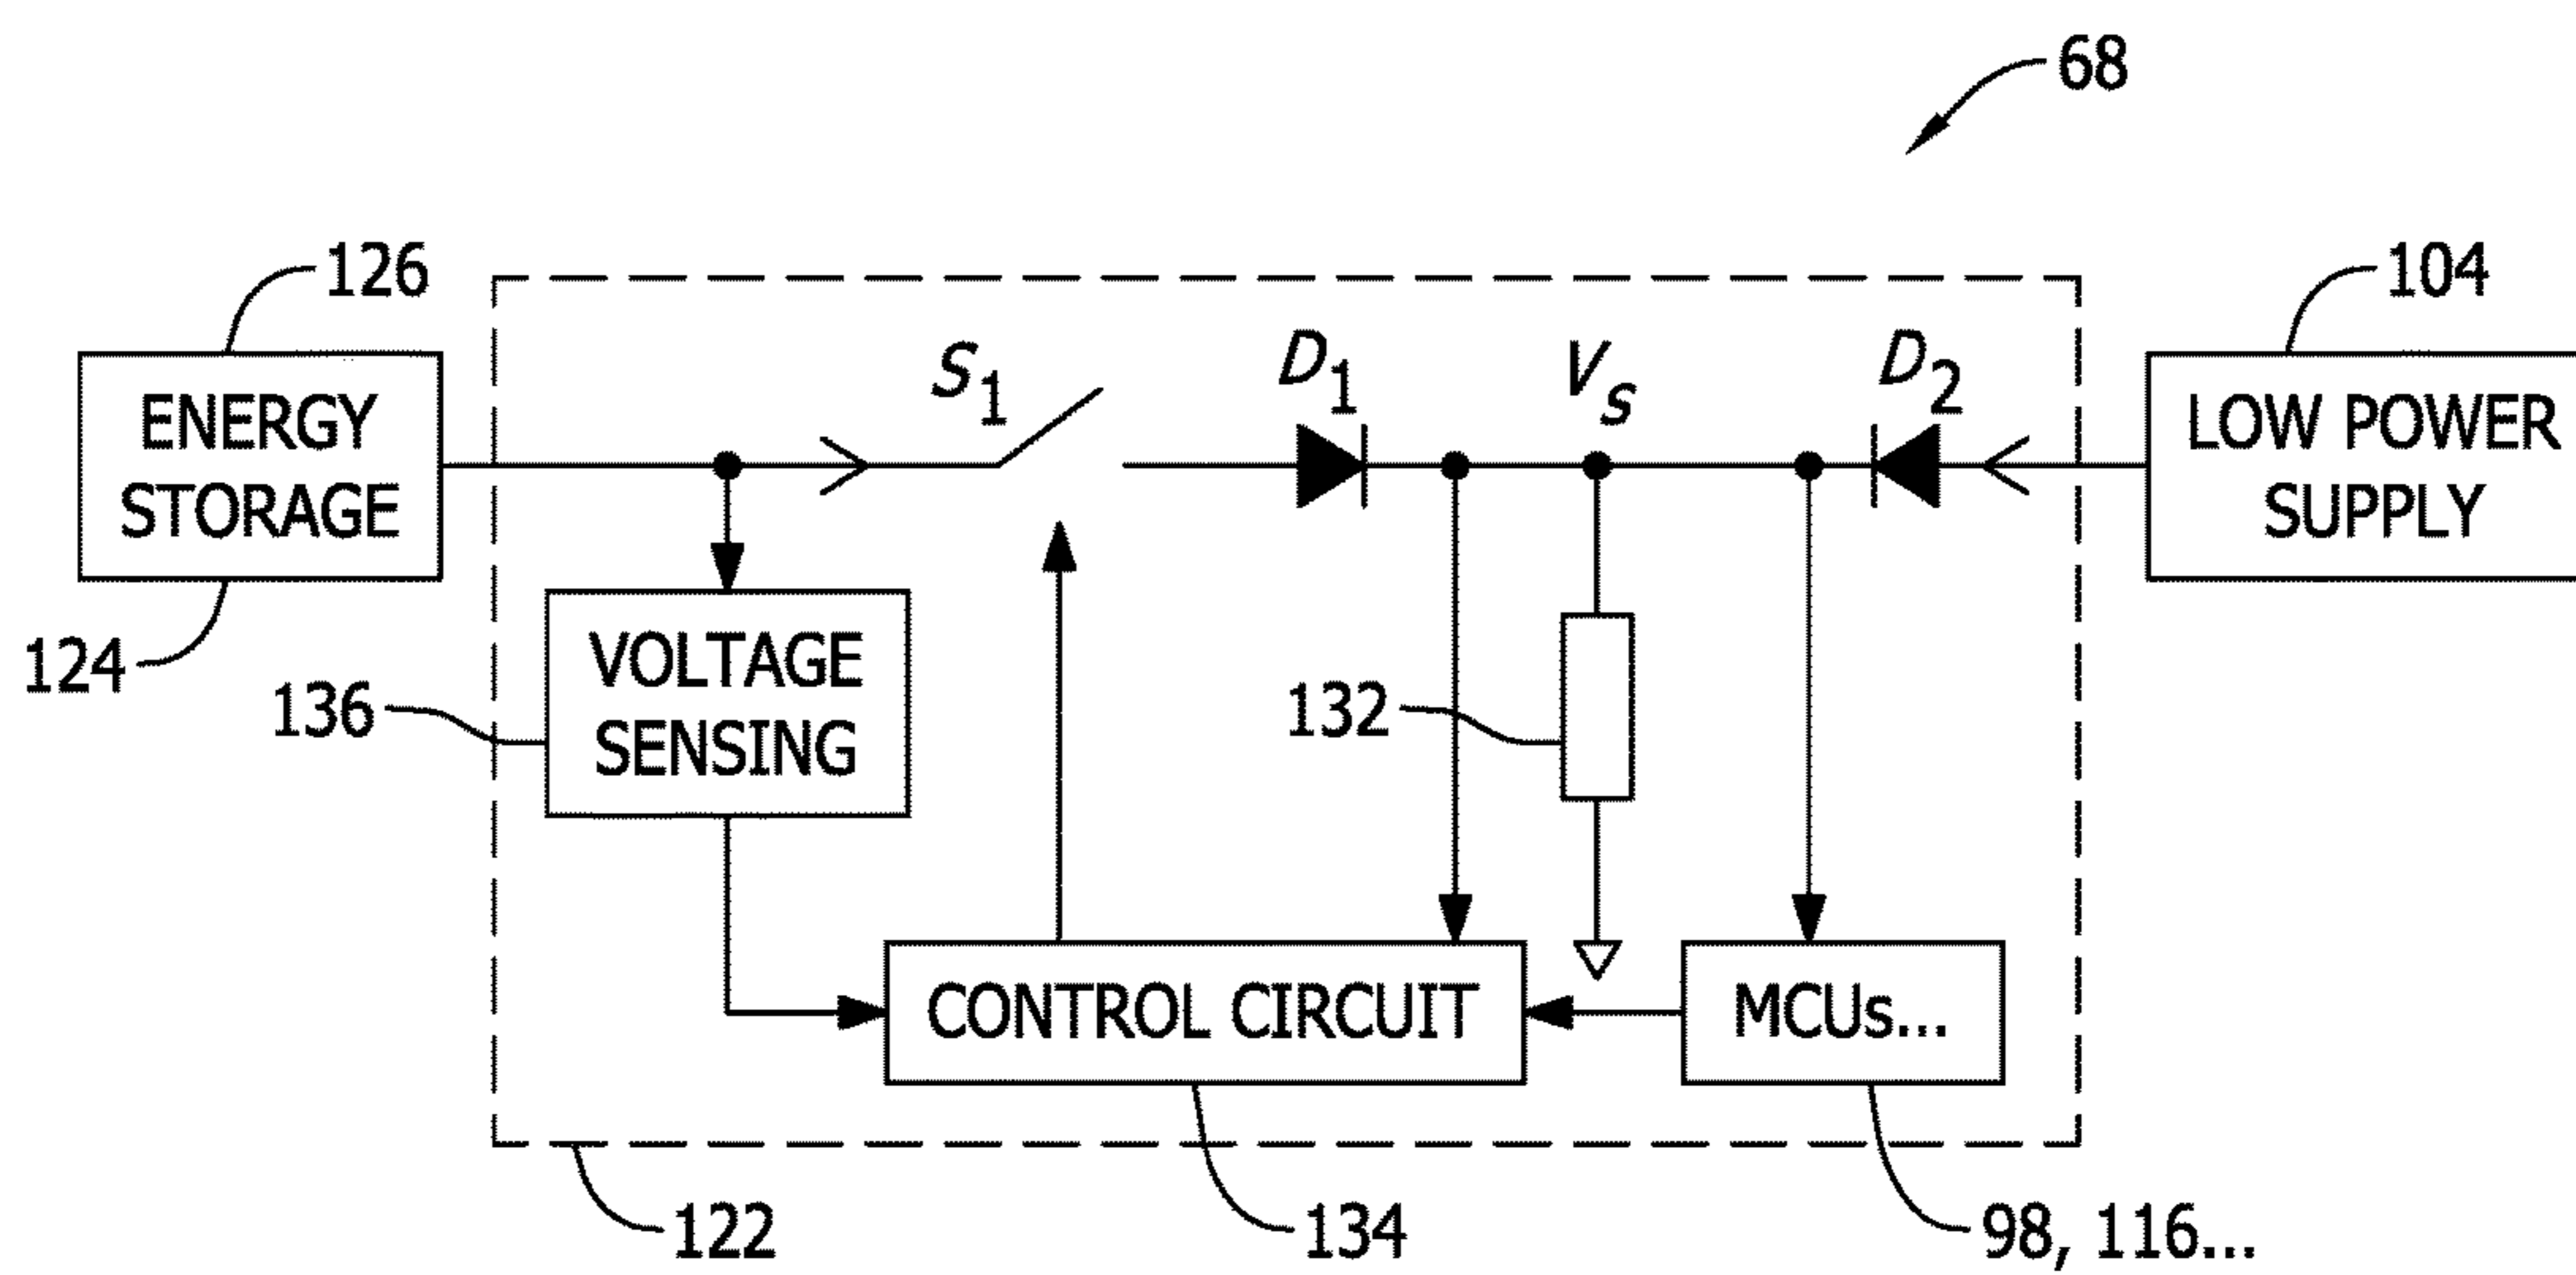 68
126
104
S1
D1
VS
D2
ENERGY
STORAGE
LOW POWER
SUPPLY
124
136
VOLTAGE
SENSING
132
CONTROL CIRCUIT
MCUs...
122
134
98, 116...